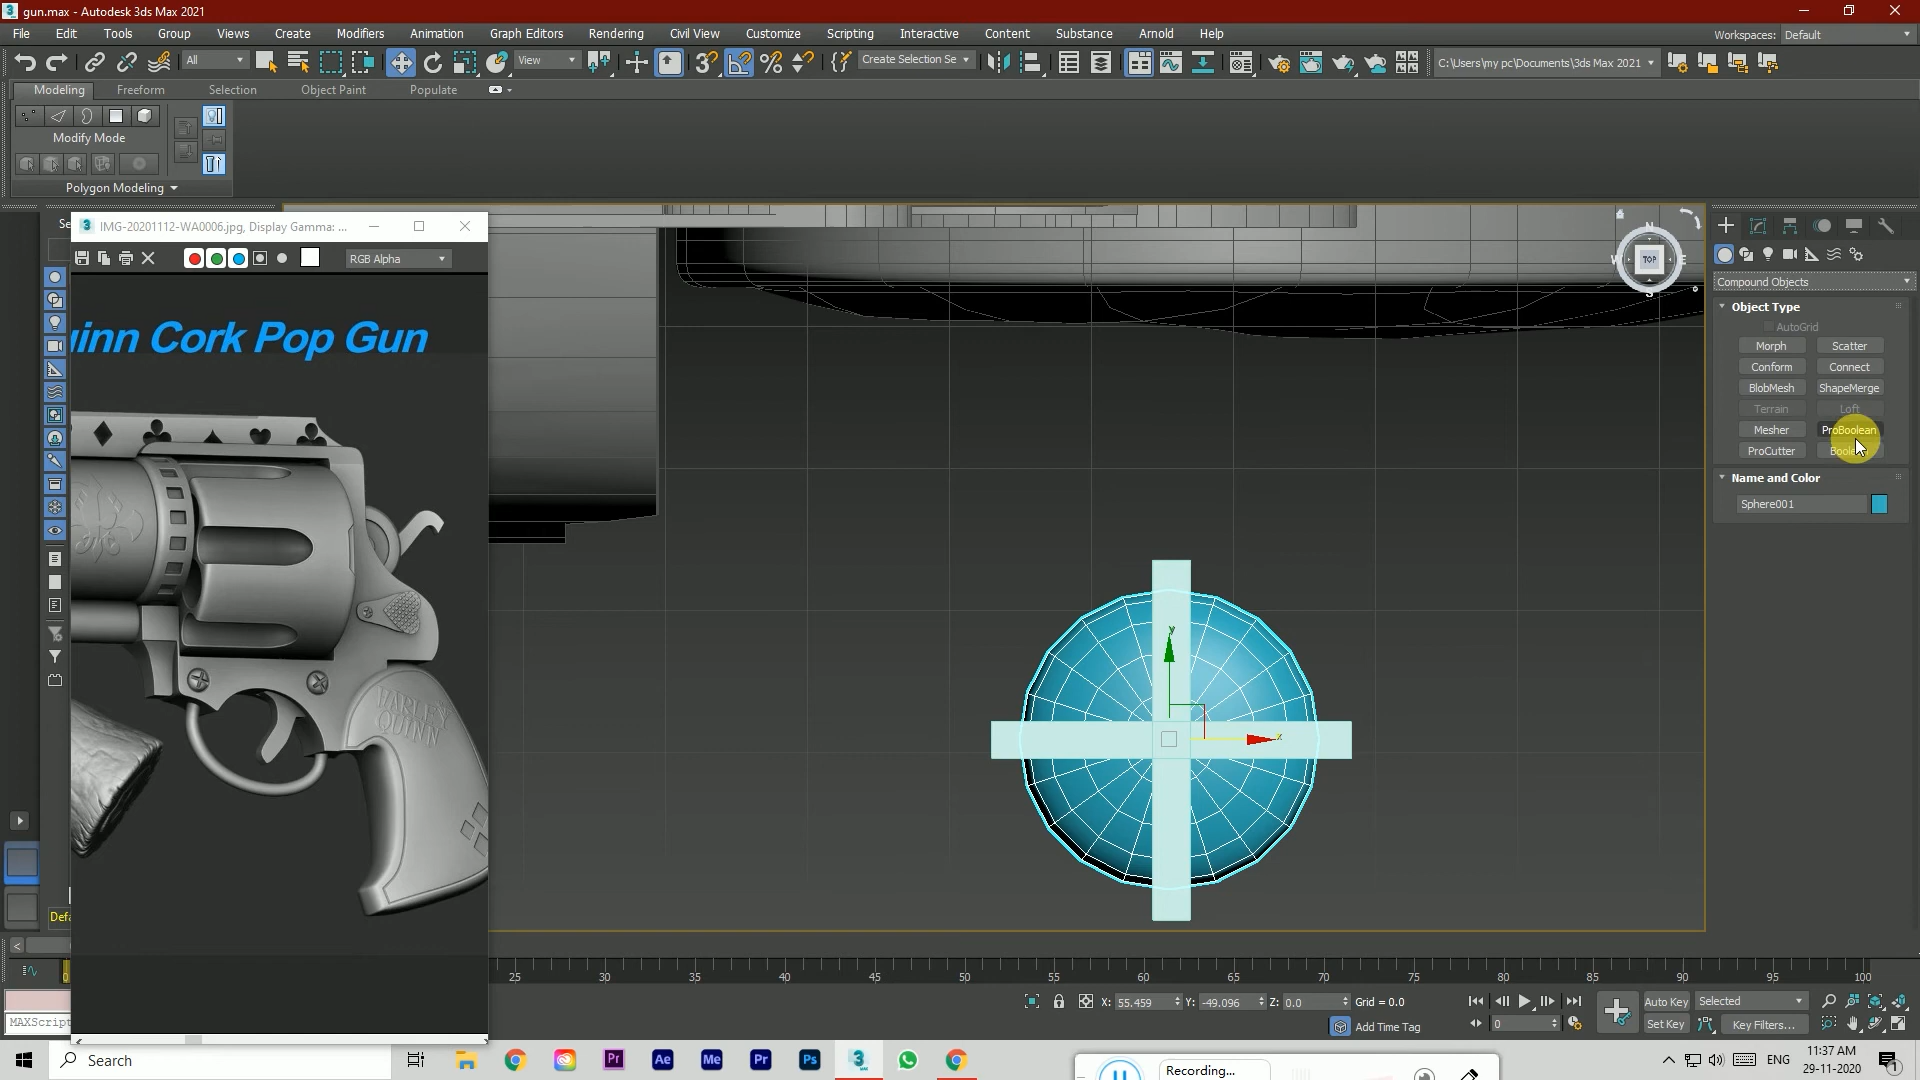 gun.max - Autodesk 3ds Max 2021
File Edit Tools Group Views Create Modifiers Animation Graph Editors Rendering Civil View Customize Scripting Interactive Content Substance Arnold Help
Workspaces: Default
All
View
Create Selection Se
C:\Users\my pc\Documents\3ds Max 2021
Modeling Freeform Selection Object Paint Populate
Modify Mode
Polygon Modeling
IMG-20201112-WA0006.jpg, Display Gamma: ...
RGB Alpha
uinn Cork Pop Gun
HARLEY
QUINN
N
W TOP E
S
Compound Objects
Object Type
AutoGrid
Morph Scatter
Conform Connect
BlobMesh ShapeMerge
Terrain Loft
Mesher ProBoolean
ProCutter
Name and Color
Sphere001
y
x
0 25 30 35 40 45 50 55 60 65 70 75 80 85 90 95 100
X: 55.459 Y: -49.096 Z: 0.0 Grid = 0.0
Add Time Tag
0
Auto Key Selected
Set Key Key Filters...
MAXScript
Search
Recording...
ENG
11:37 AM
29-11-2020